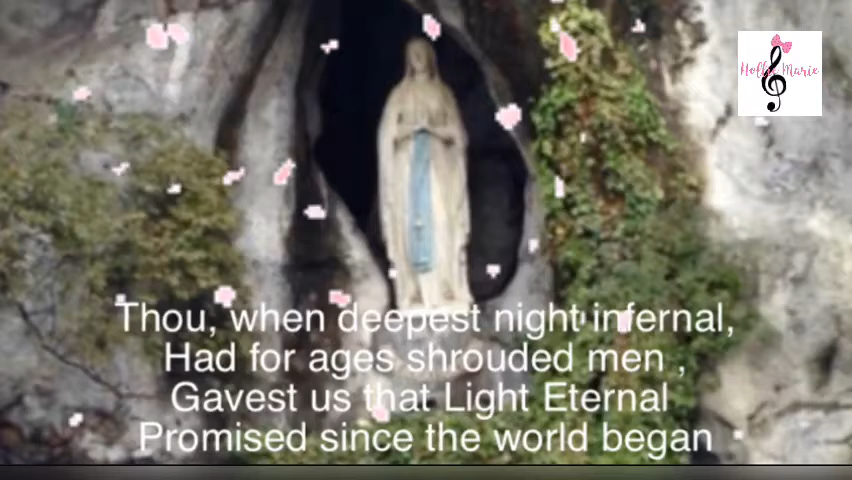 Hollie Marie
Thou, when deepest night infernal,
Had for ages shrouded men ,
Gavest us that Light Eternal
Promised since the world began